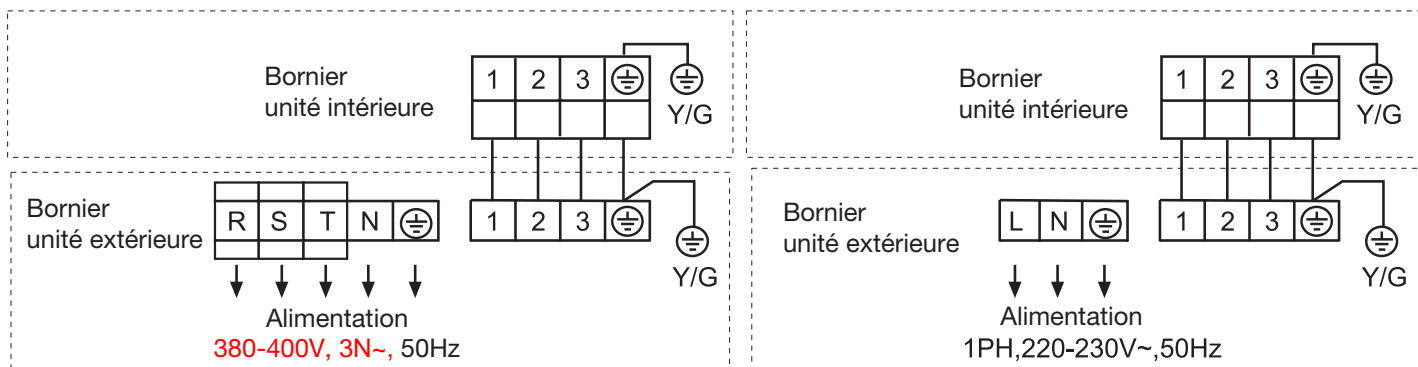 Bornier
unité intérieure
1 2 3
Y/G
Bornier
unité extérieure
R S T N
1 2 3
Y/G
Alimentation
380-400V, 3N~, 50Hz
Bornier
unité intérieure
1 2 3
Y/G
Bornier
unité extérieure
L N
1 2 3
Y/G
Alimentation
1PH,220-230V~,50Hz